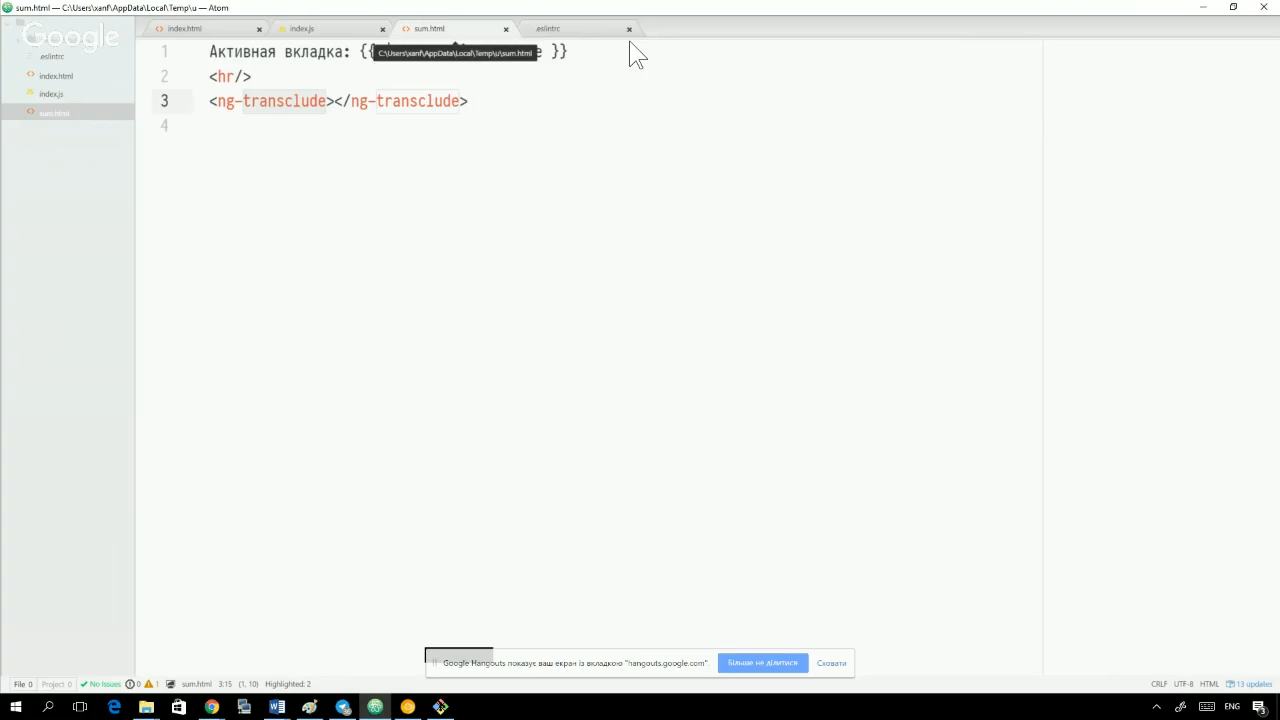 sum.html — C:\Users\xanf\AppData\Local\Temp\u — Atom
Google
index.html
index.js
sum.html
.eslintrc
.eslintrc
index.html
index.js
sum.html
1 Активная вкладка: {{ e }}
C:\Users\xanf\AppData\Local\Temp\u\sum.html
2 <hr/>
3 <ng-transclude></ng-transclude>
4
Google Hangouts показує ваш екран із вкладкою "hangouts.google.com".
Більше не ділитися
Сховати
File 0 Project 0 No Issues 0 1 sum.html 3:15 (1, 10) Highlighted: 2
CRLF UTF-8 HTML 13 updates
ENG